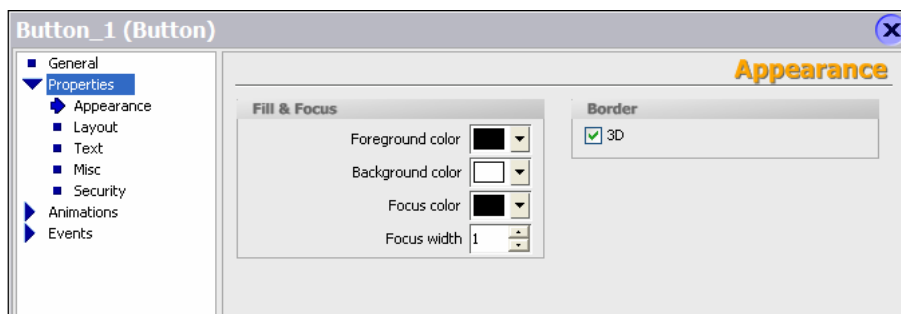 Button_1 (Button)
General
Properties
Appearance
Layout
Text
Misc
Security
Animations
Events
Appearance
Fill & Focus
Foreground color
Background color
Focus color
Focus width 1
Border
3D